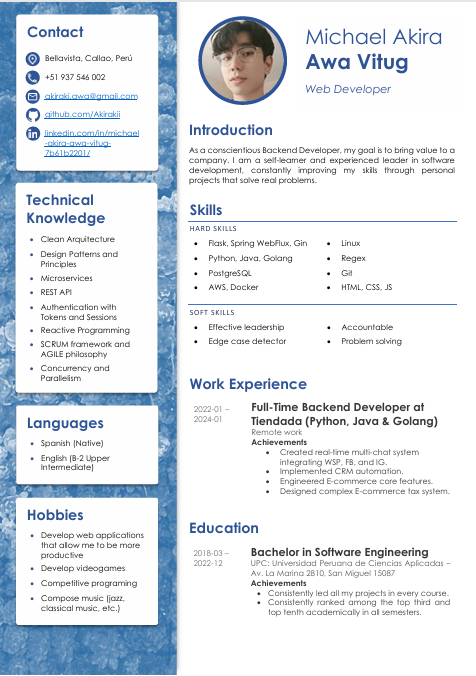 Contact
Bellavista, Callao, Perú
+51 937 546 002
akiraki.awa@gmail.com
github.com/Akirakii
linkedin.com/in/michael
-akira-awa-vitug-
7b61b2201/
Technical
Knowledge
• Clean Arquitecture
• Design Patterns and
Principles
• Microservices
• REST API
• Authentication with
Tokens and Sessions
• Reactive Programming
• SCRUM framework and
AGILE philosophy
• Concurrency and
Parallelism
Languages
• Spanish (Native)
• English (B-2 Upper
Intermediate)
Hobbies
• Develop web applications
that allow me to be more
productive
• Develop videogames
• Competitive programing
• Compose music (jazz,
classical music, etc.)
Michael Akira
Awa Vitug
Web Developer
Introduction
As a conscientious Backend Developer, my goal is to bring value to a
company. I am a self-learner and experienced leader in software
development, constantly improving my skills through personal
projects that solve real problems.
Skills
HARD SKILLS
• Flask, Spring WebFlux, Gin
• Python, Java, Golang
• PostgreSQL
• AWS, Docker
• Linux
• Regex
• Git
• HTML, CSS, JS
SOFT SKILLS
• Effective leadership
• Edge case detector
• Accountable
• Problem solving
Work Experience
2022-01 –
2024-01
Full-Time Backend Developer at
Tiendada (Python, Java & Golang)
Remote work
Achievements
• Created real-time multi-chat system
integrating WSP, FB, and IG.
• Implemented CRM automation.
• Engineered E-commerce core features.
• Designed complex E-commerce tax system.
Education
2018-03 –
2022-12
Bachelor in Software Engineering
UPC: Universidad Peruana de Ciencias Aplicadas –
Av. La Marina 2810, San Miguel 15087
Achievements
• Consistently led all my projects in every course.
• Consistently ranked among the top third and
top tenth academically in all semesters.